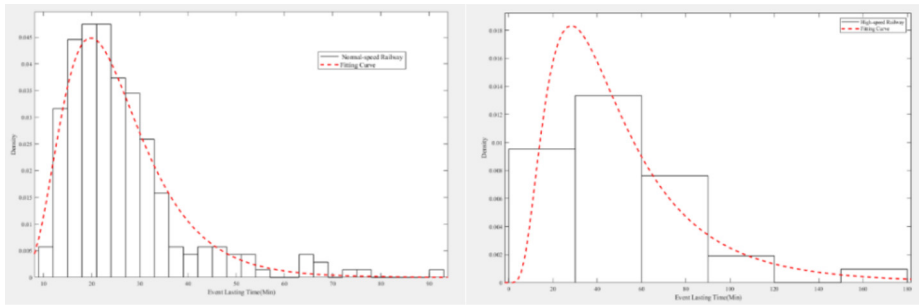 0.045
0.04
0.035
0.03
0.025
0.02
0.015
0.01
0.005
0
Density
10 20 30 40 50 60 70 80 90
Event Lasting Time(Min)
Normal-speed Railway
Fitting Curve
0.018
0.016
0.014
0.012
0.01
0.008
0.006
0.004
0.002
0
Density
0 20 40 60 80 100 120 140 160 180
Event Lasting Time(Min)
High-speed Railway
Fitting Curve